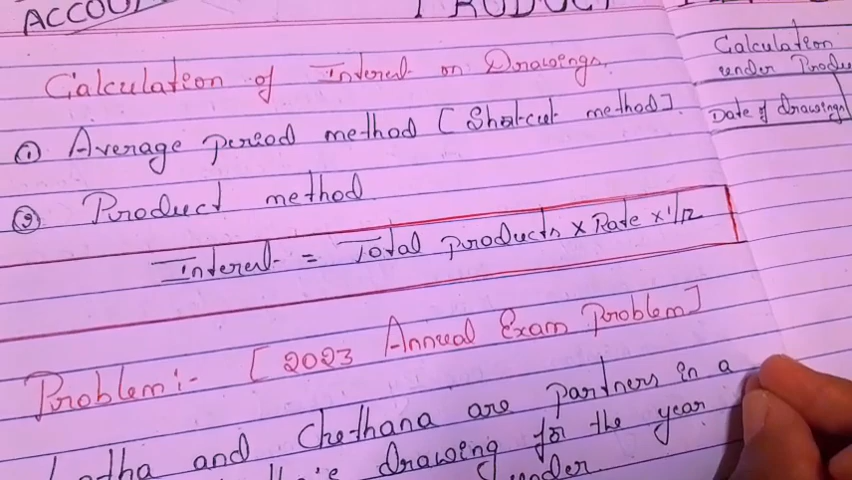 PRODUCT
Calculation of Interest on Drawings.
① Average period method [Shortcut method].
② Product method
Interest = Total products x Rate x 1/12
Problem:- [2023 Annual Exam Problem]
and Chethana are partners in a
drawing for the year
under
Calculation
under
Date of drawings